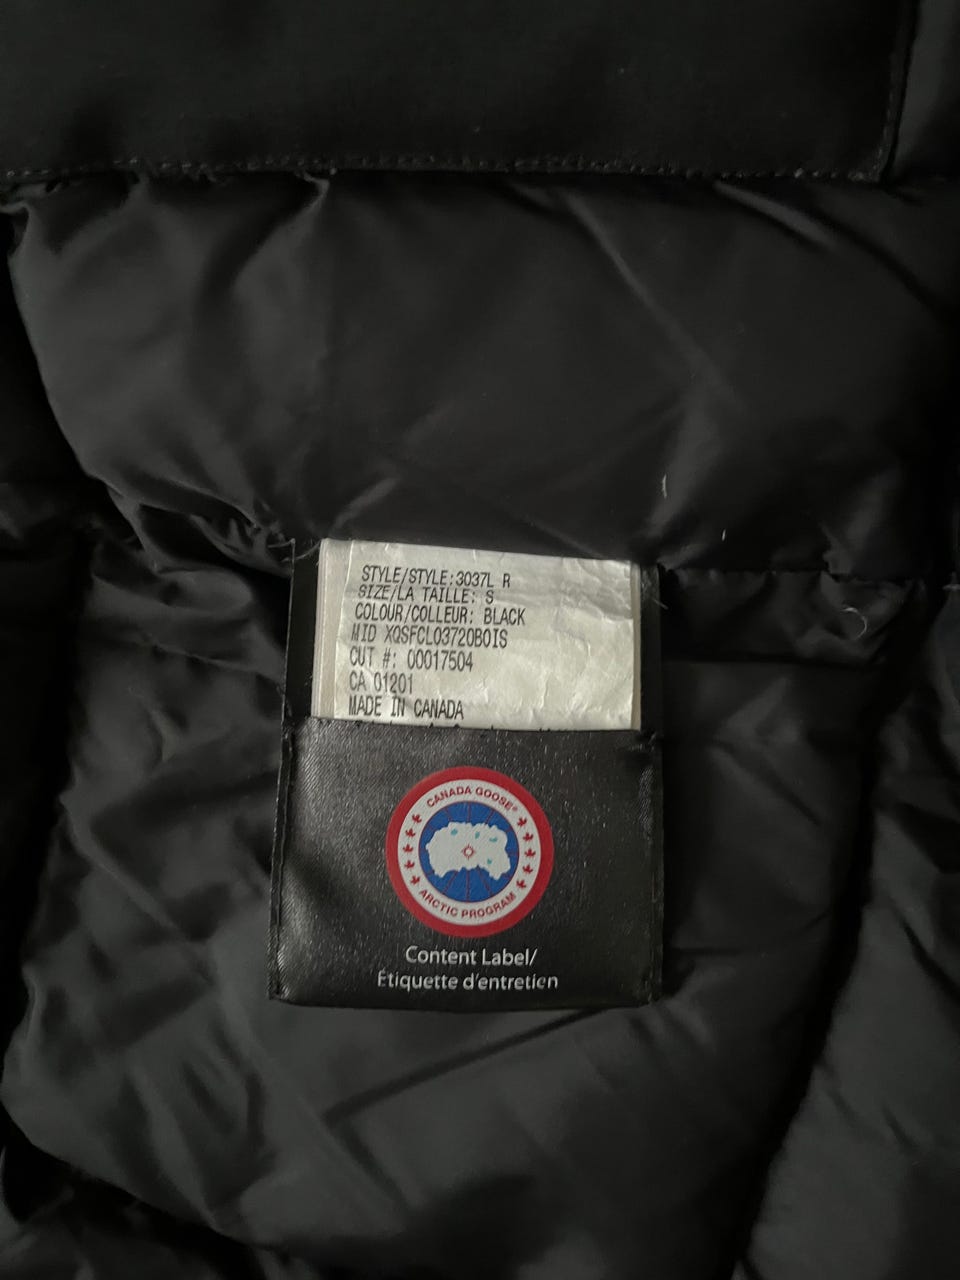 STYLE/STYLE:3037L R
SIZE/LA TAILLE: S
COLOUR/COLLEUR: BLACK
MID XQSFCL03720BOIS
CUT #: 00017504
CA 01201
MADE IN CANADA
CANADA GOOSE®
ARCTIC PROGRAM
Content Label/
Étiquette d'entretien